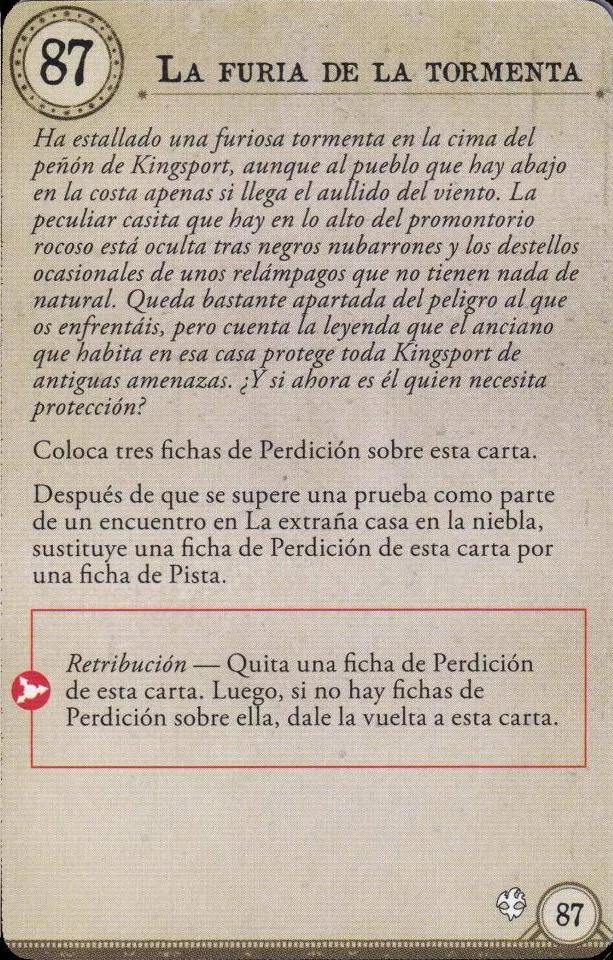 87
La furia de la tormenta
Ha estallado una furiosa tormenta en la cima del
peñón de Kingsport, aunque al pueblo que hay abajo
en la costa apenas si llega el aullido del viento. La
peculiar casita que hay en lo alto del promontorio
rocoso está oculta tras negros nubarrones y los destellos
ocasionales de unos relámpagos que no tienen nada de
natural. Queda bastante apartada del peligro al que
os enfrentáis, pero cuenta la leyenda que el anciano
que habita en esa casa protege toda Kingsport de
antiguas amenazas. ¿Y si ahora es él quien necesita
protección?
Coloca tres fichas de Perdición sobre esta carta.
Después de que se supere una prueba como parte
de un encuentro en La extraña casa en la niebla,
sustituye una ficha de Perdición de esta carta por
una ficha de Pista.
Retribución — Quita una ficha de Perdición
de esta carta. Luego, si no hay fichas de
Perdición sobre ella, dale la vuelta a esta carta.
87